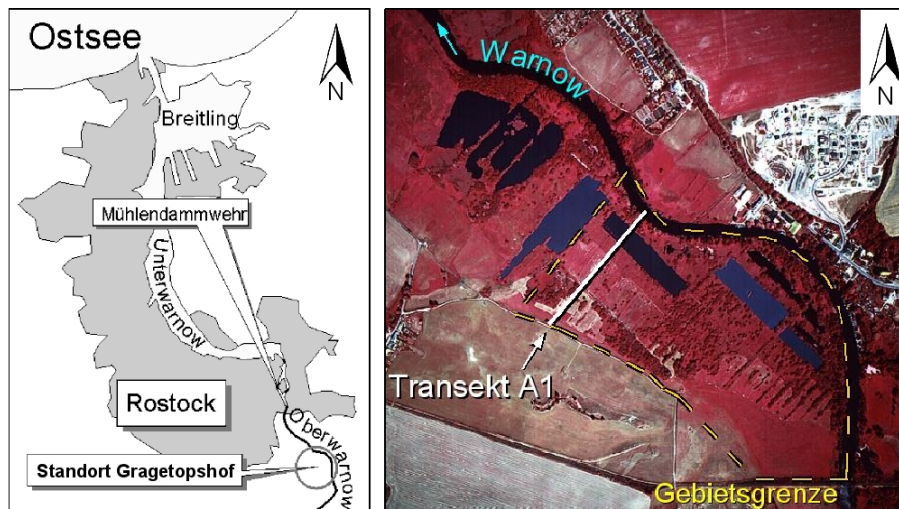 Ostsee
N
Breitling
Mühlendammwehr
Unterwarnow
Rostock
Oberwarnow
Standort Gragetopshof
Warnow
N
Transekt A1
Gebietsgrenze